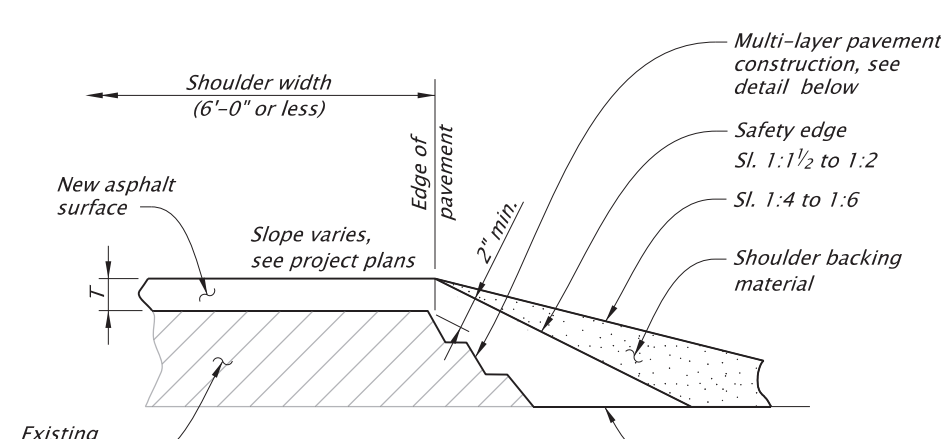 Multi-layer pavement
construction, see
detail below
Shoulder width
(6'-0" or less)
Edge of
pavement
Safety edge
Sl. 1:1½ to 1:2
New asphalt
surface
Sl. 1:4 to 1:6
2" min.
Slope varies,
see project plans
Shoulder backing
material
T
Existing